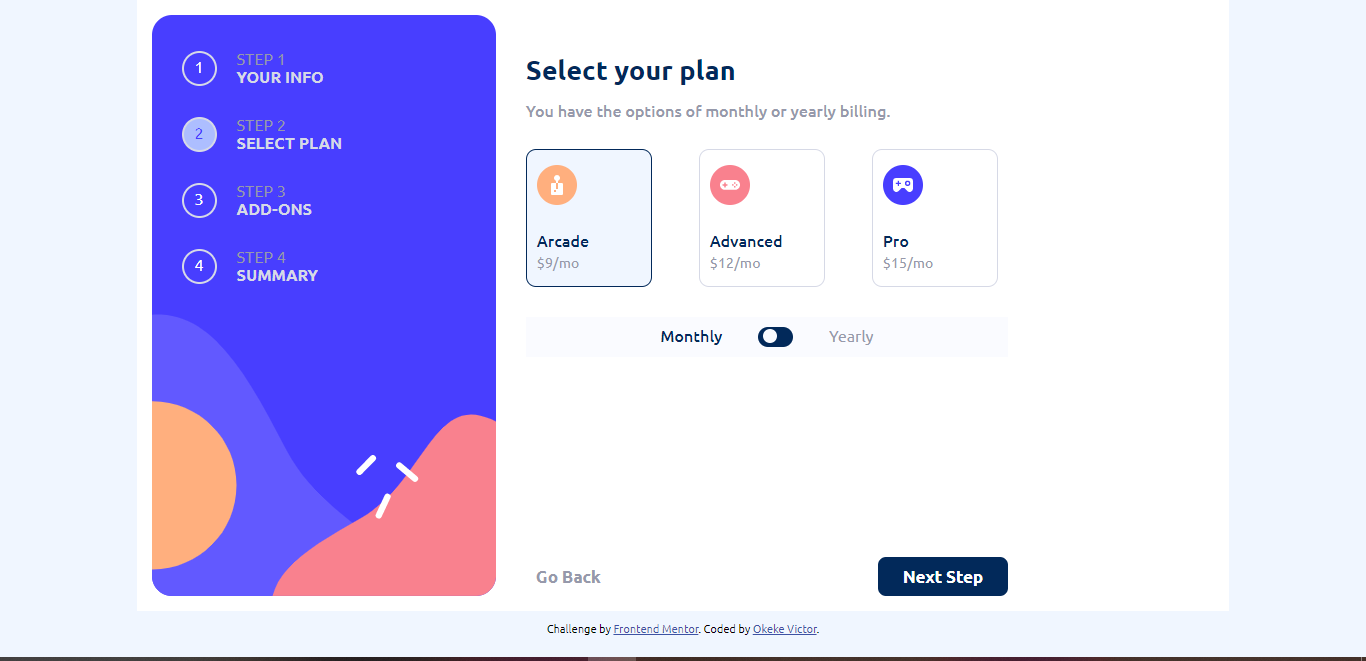 1
STEP 1
YOUR INFO
2
STEP 2
SELECT PLAN
3
STEP 3
ADD-ONS
4
STEP 4
SUMMARY
Select your plan
You have the options of monthly or yearly billing.
Arcade
$9/mo
Advanced
$12/mo
Pro
$15/mo
Monthly
Yearly
Go Back
Next Step
Challenge by Frontend Mentor. Coded by Okeke Victor.